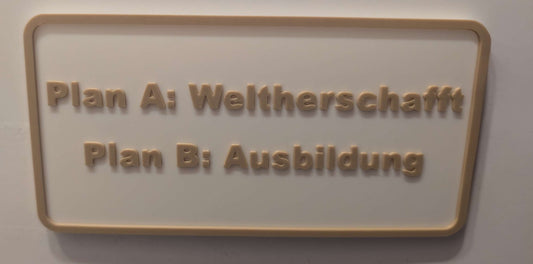 Plan A: Weltherschafft
Plan B: Ausbildung